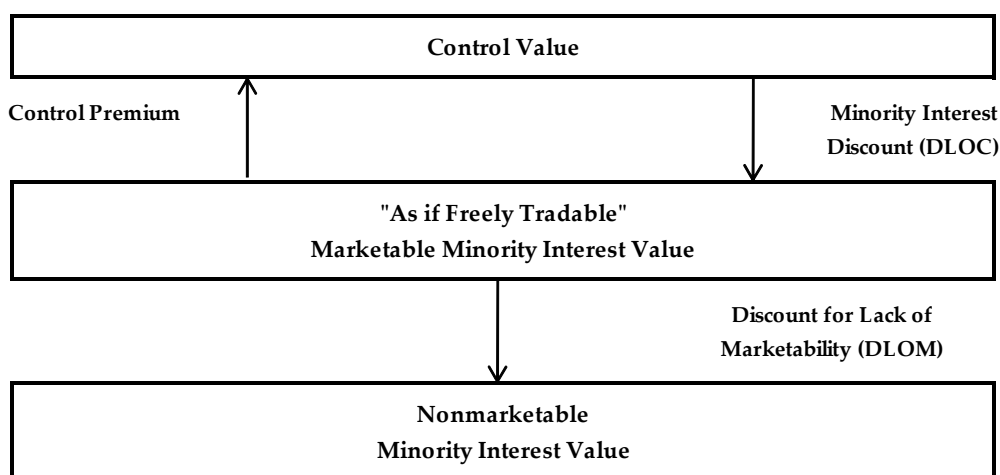 Control Value
Control Premium
Minority Interest
Discount (DLOC)
"As if Freely Tradable"
Marketable Minority Interest Value
Discount for Lack of
Marketability (DLOM)
Nonmarketable
Minority Interest Value